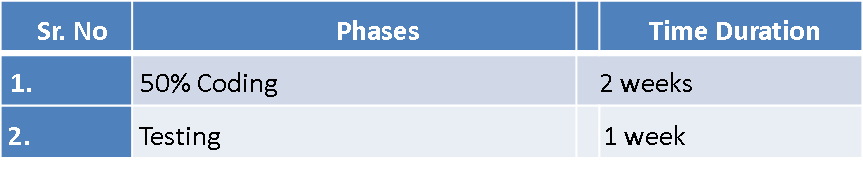 Sr. No Phases Time Duration
1. 50% Coding 2 weeks
2. Testing 1 week